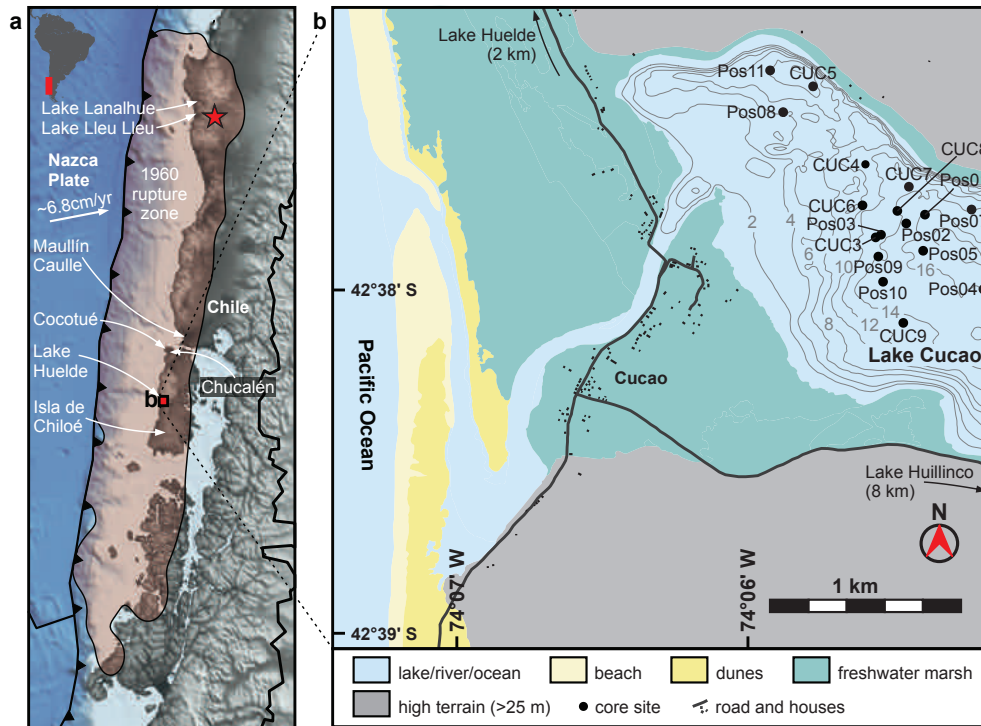 a
Lake Lanalhue
Lake Lleu Lleu
Nazca
Plate
~6.8cm/yr
1960
rupture
zone
Maullín
Caulle
Chile
Cocotué
Lake
Huelde
Chucalén
b
Isla de
Chiloé
b
Lake Huelde
(2 km)
Pos11
CUC5
Pos08
CUC8
CUC4
CUC7
Pos0
CUC6
Pos03
Pos0
2
4
CUC3
Pos02
6
10
16
Pos05
Pos09
Pos04
Pos10
14
8
12
CUC9
Lake Cucao
42°38' S
Pacific Ocean
Cucao
Lake Huillinco
(8 km)
N
74°07' W
74°06' W
1 km
42°39' S
lake/river/ocean
beach
dunes
freshwater marsh
high terrain (>25 m)
core site
road and houses